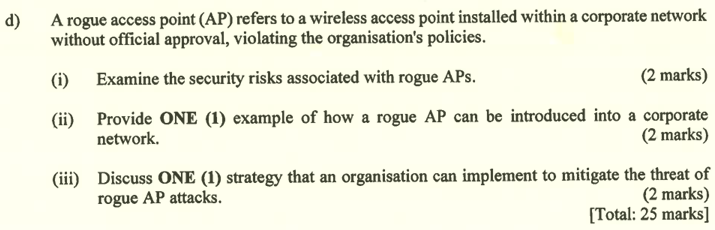 d) A rogue access point (AP) refers to a wireless access point installed within a corporate network
without official approval, violating the organisation's policies.
(i) Examine the security risks associated with rogue APs. (2 marks)
(ii) Provide ONE (1) example of how a rogue AP can be introduced into a corporate
network. (2 marks)
(iii) Discuss ONE (1) strategy that an organisation can implement to mitigate the threat of
rogue AP attacks. (2 marks)
[Total: 25 marks]